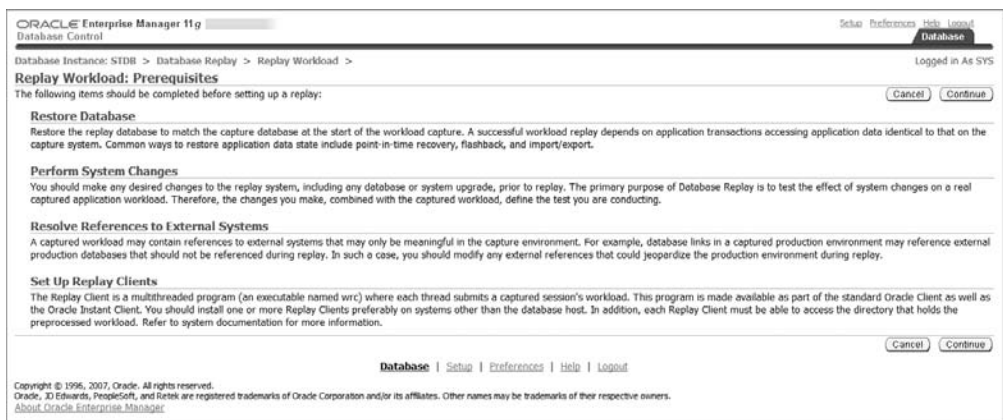 ORACLE Enterprise Manager 11g
Database Control
Setup Preferences Help Logout
Database
Database Instance: STDB > Database Replay > Replay Workload >
Logged in As SYS
Replay Workload: Prerequisites
The following items should be completed before setting up a replay:
Cancel Continue
Restore Database
Restore the replay database to match the capture database at the start of the workload capture. A successful workload replay depends on application transactions accessing application data identical to that on the
capture system. Common ways to restore application data state include point-in-time recovery, flashback, and import/export.
Perform System Changes
You should make any desired changes to the replay system, including any database or system upgrade, prior to replay. The primary purpose of Database Replay is to test the effect of system changes on a real
captured application workload. Therefore, the changes you make, combined with the captured workload, define the test you are conducting.
Resolve References to External Systems
A captured workload may contain references to external systems that may only be meaningful in the capture environment. For example, database links in a captured production environment may reference external
production databases that should not be referenced during replay. In such a case, you should modify any external references that could jeopardize the production environment during replay.
Set Up Replay Clients
The Replay Client is a multithreaded program (an executable named wrc) where each thread submits a captured session's workload. This program is made available as part of the standard Oracle Client as well as
the Oracle Instant Client. You should install one or more Replay Clients preferably on systems other than the database host. In addition, each Replay Client must be able to access the directory that holds the
preprocessed workload. Refer to system documentation for more information.
Cancel Continue
Database | Setup | Preferences | Help | Logout
Copyright © 1996, 2007, Oracle. All rights reserved.
Oracle, JD Edwards, PeopleSoft, and Retek are registered trademarks of Oracle Corporation and/or its affiliates. Other names may be trademarks of their respective owners.
About Oracle Enterprise Manager